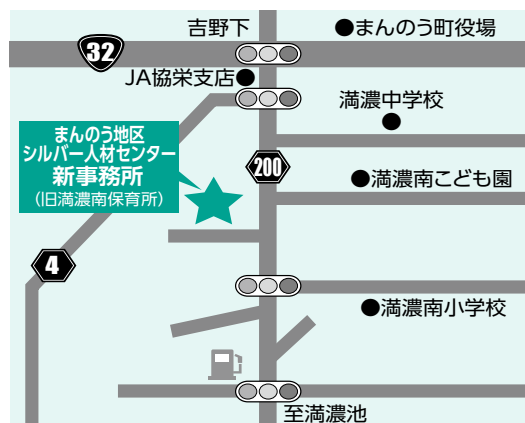 吉野下
●まんのう町役場
32
JA協栄支店●
満濃中学校
●
まんのう地区
シルバー人材センター
新事務所
(旧満濃南保育所)
200
●満濃南こども園
4
●満濃南小学校
至満濃池